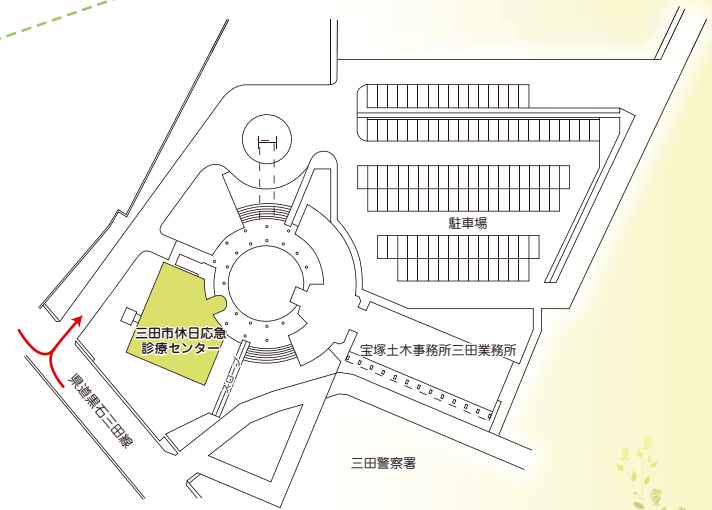 駐車場
三田市休日応急
診療センター
宝塚土木事務所三田業務所
スロープ
県道黒石三田線
三田警察署